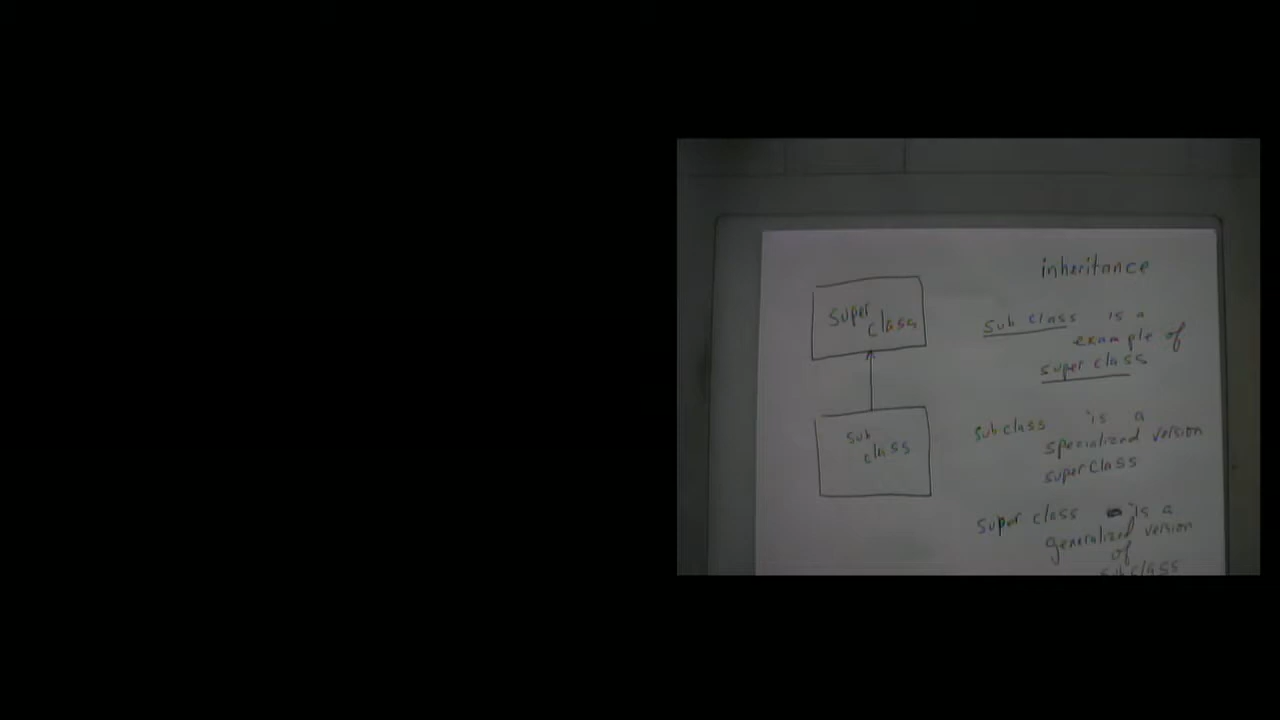 super
class
sub
class
inheritance
sub class is a
example of
super class
subclass is a
specialized version
superclass
super class is a
generalized version
of
subclass